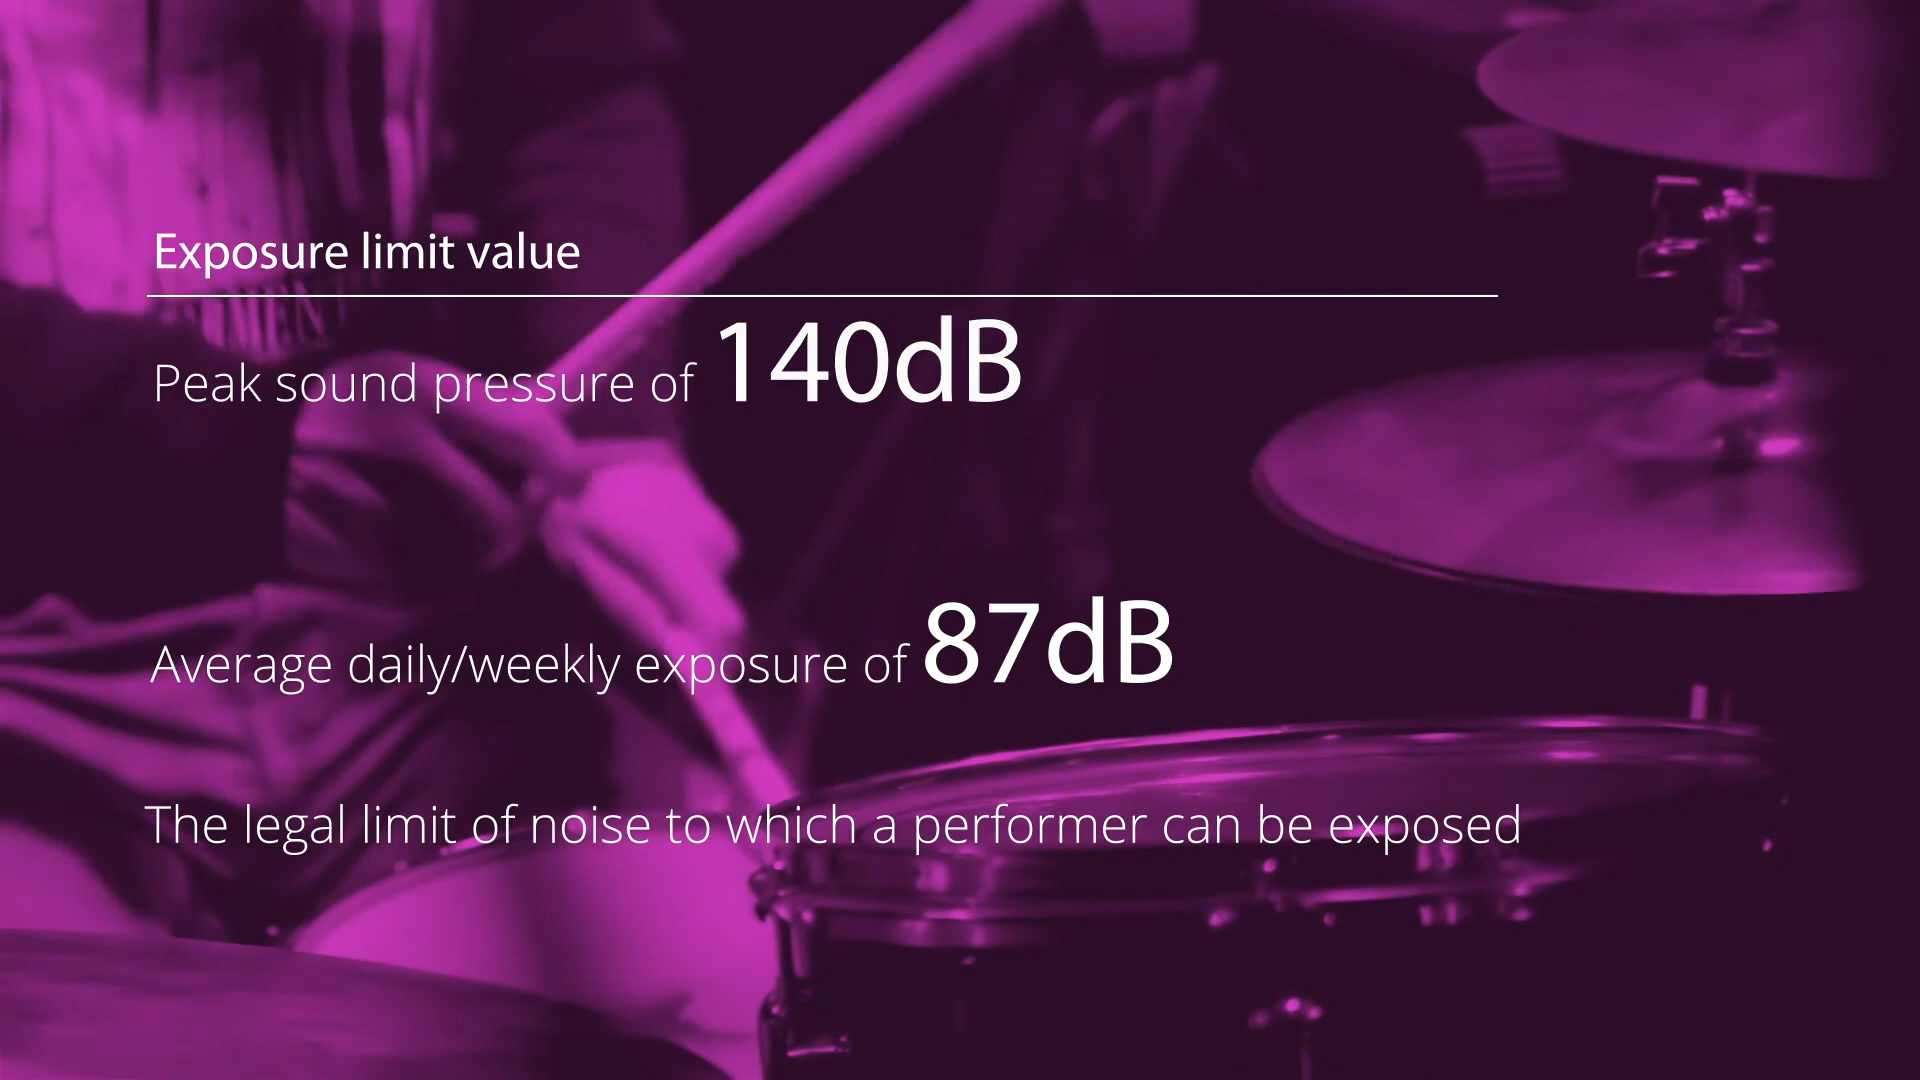 Exposure limit value
Peak sound pressure of 140dB
Average daily/weekly exposure of 87dB
The legal limit of noise to which a performer can be exposed